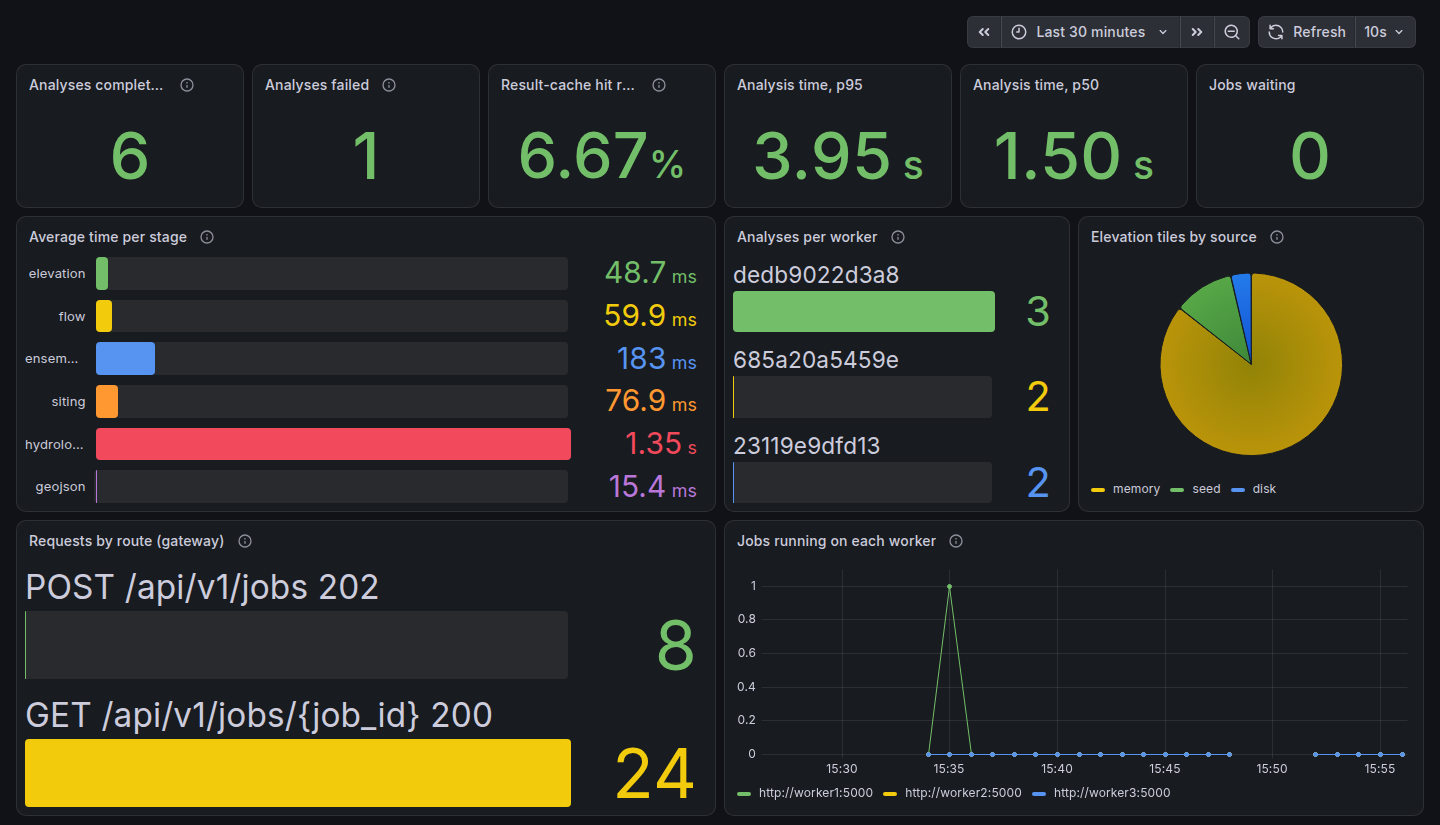 Last 30 minutes Refresh 10s
Analyses complet... Analyses failed Result-cache hit r... Analysis time, p95 Analysis time, p50 Jobs waiting
6 1 6.67% 3.95 s 1.50 s 0
Average time per stage
elevation 48.7 ms
flow 59.9 ms
ensem... 183 ms
siting 76.9 ms
hydrolo... 1.35 s
geojson 15.4 ms
Analyses per worker
dedb9022d3a8
3
685a20a5459e
2
23119e9dfd13
2
Elevation tiles by source
memory seed disk
Requests by route (gateway)
POST /api/v1/jobs 202
8
GET /api/v1/jobs/{job_id} 200
24
Jobs running on each worker
1
0.8
0.6
0.4
0.2
0
15:30 15:35 15:40 15:45 15:50 15:55
http://worker1:5000 http://worker2:5000 http://worker3:5000